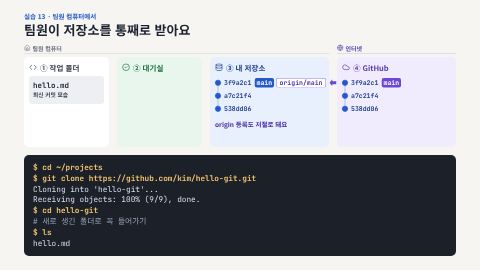 실습 13 · 팀원 컴퓨터에서
팀원이 저장소를 통째로 받아요
팀원 컴퓨터
인터넷
① 작업 폴더
hello.md
최신 커밋 모습
② 대기실
③ 내 저장소
3f9a2c1 main origin/main
a7c21f4
538dd86
origin 등록도 저절로 돼요
④ GitHub
3f9a2c1 main
a7c21f4
538dd86
$ cd ~/projects
$ git clone https://github.com/kim/hello-git.git
Cloning into 'hello-git'...
Receiving objects: 100% (9/9), done.
$ cd hello-git
# 새로 생긴 폴더로 꼭 들어가기
$ ls
hello.md